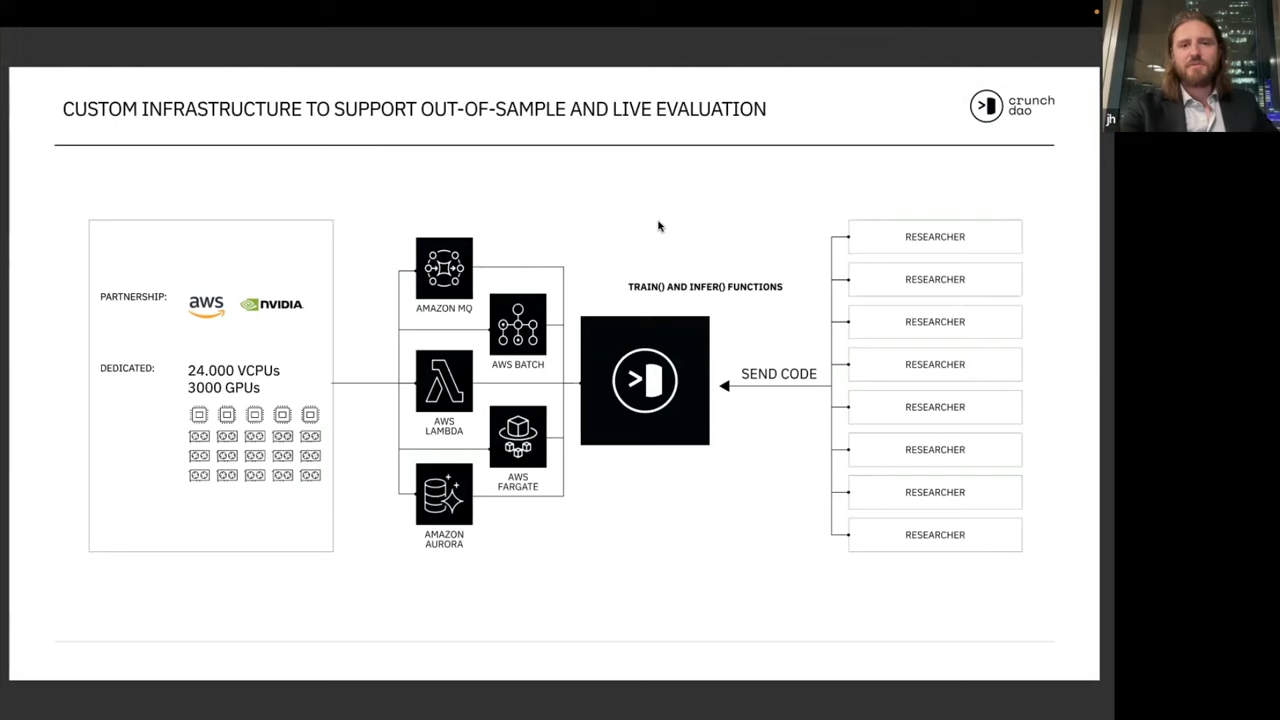 CUSTOM INFRASTRUCTURE TO SUPPORT OUT-OF-SAMPLE AND LIVE EVALUATION
crunch
dao
jh
PARTNERSHIP:
aws
NVIDIA
DEDICATED:
24.000 VCPUs
3000 GPUs
AMAZON MQ
AWS BATCH
AWS
LAMBDA
AWS
FARGATE
AMAZON
AURORA
TRAIN() AND INFER() FUNCTIONS
SEND CODE
RESEARCHER
RESEARCHER
RESEARCHER
RESEARCHER
RESEARCHER
RESEARCHER
RESEARCHER
RESEARCHER